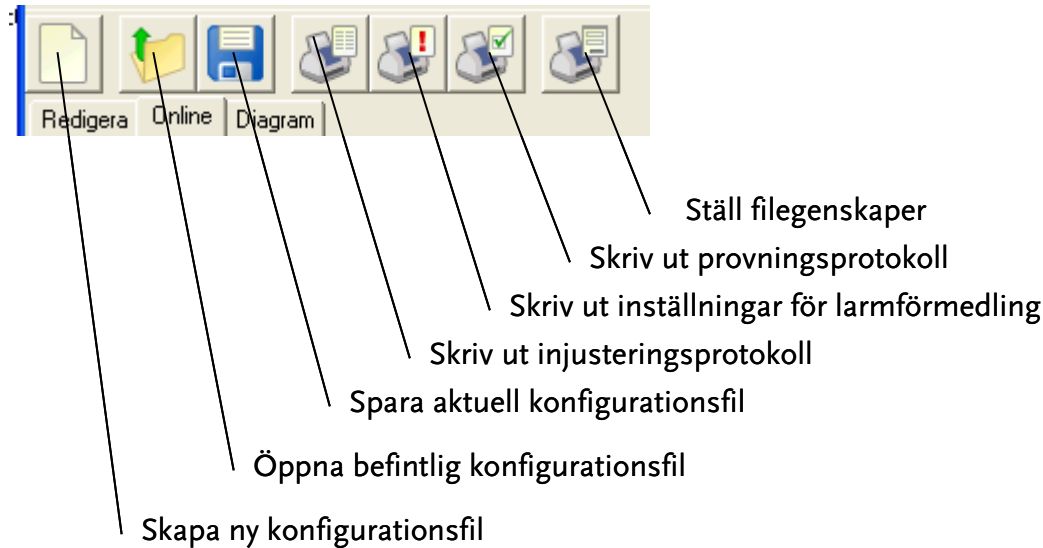 Redigera Online Diagram
Ställ filegenskaper
Skriv ut provningsprotokoll
Skriv ut inställningar för larmförmedling
Skriv ut injusteringsprotokoll
Spara aktuell konfigurationsfil
Öppna befintlig konfigurationsfil
Skapa ny konfigurationsfil